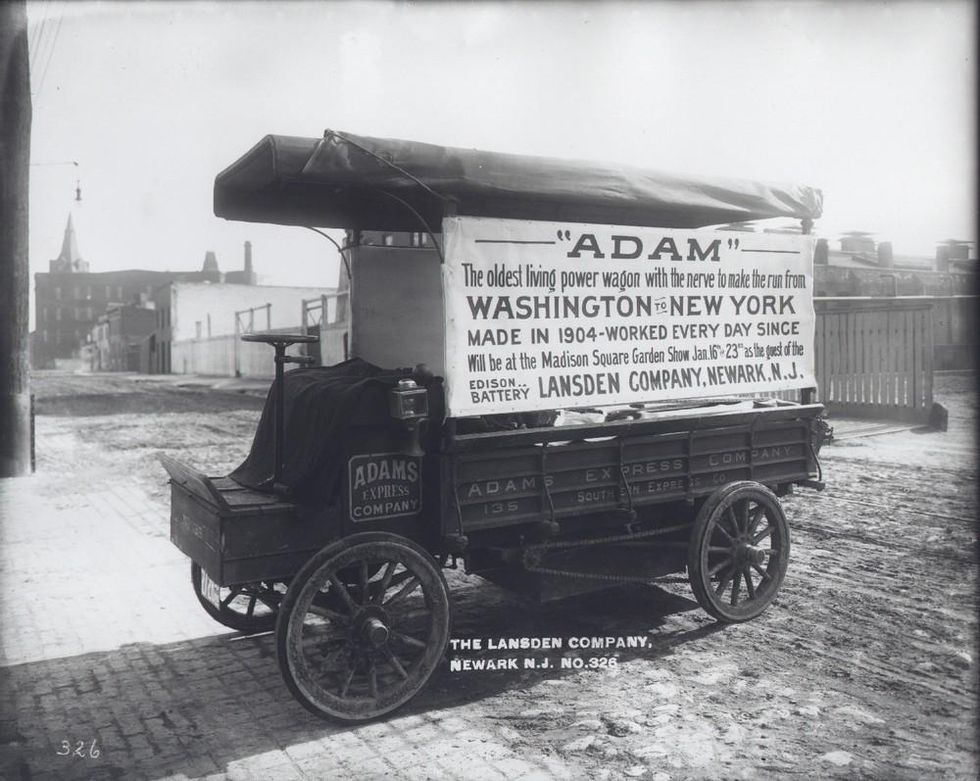 "ADAM"
The oldest living power wagon with the nerve to make the run from
WASHINGTON TO NEW YORK
MADE IN 1904-WORKED EVERY DAY SINCE
Will be at the Madison Square Garden Show Jan. 16th to 23rd as the guest of the
EDISON BATTERY LANSDEN COMPANY, NEWARK, N.J.
ADAMS
EXPRESS
COMPANY
ADAMS EXPRESS COMPANY
135 SOUTHERN EXPRESS CO
THE LANSDEN COMPANY,
NEWARK N.J. NO.326
326